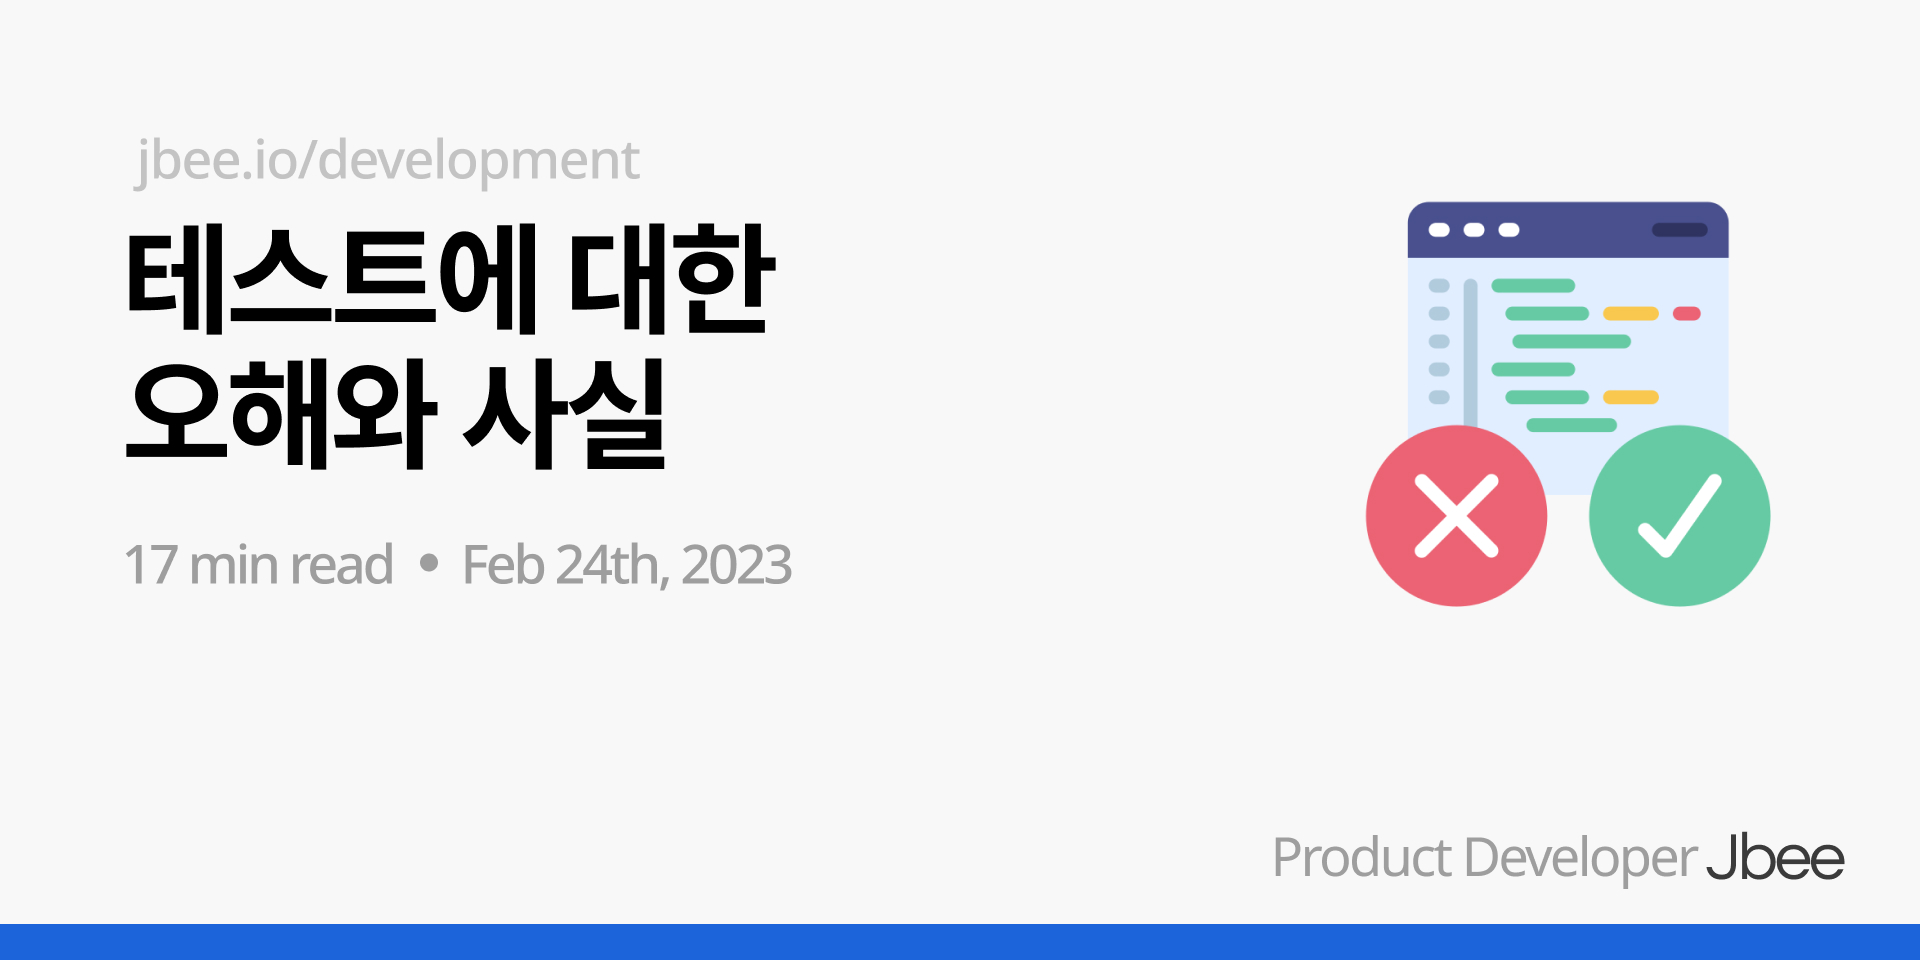 jbee.io/development
테스트에 대한
오해와 사실
17 min read • Feb 24th, 2023
Product Developer Jbee